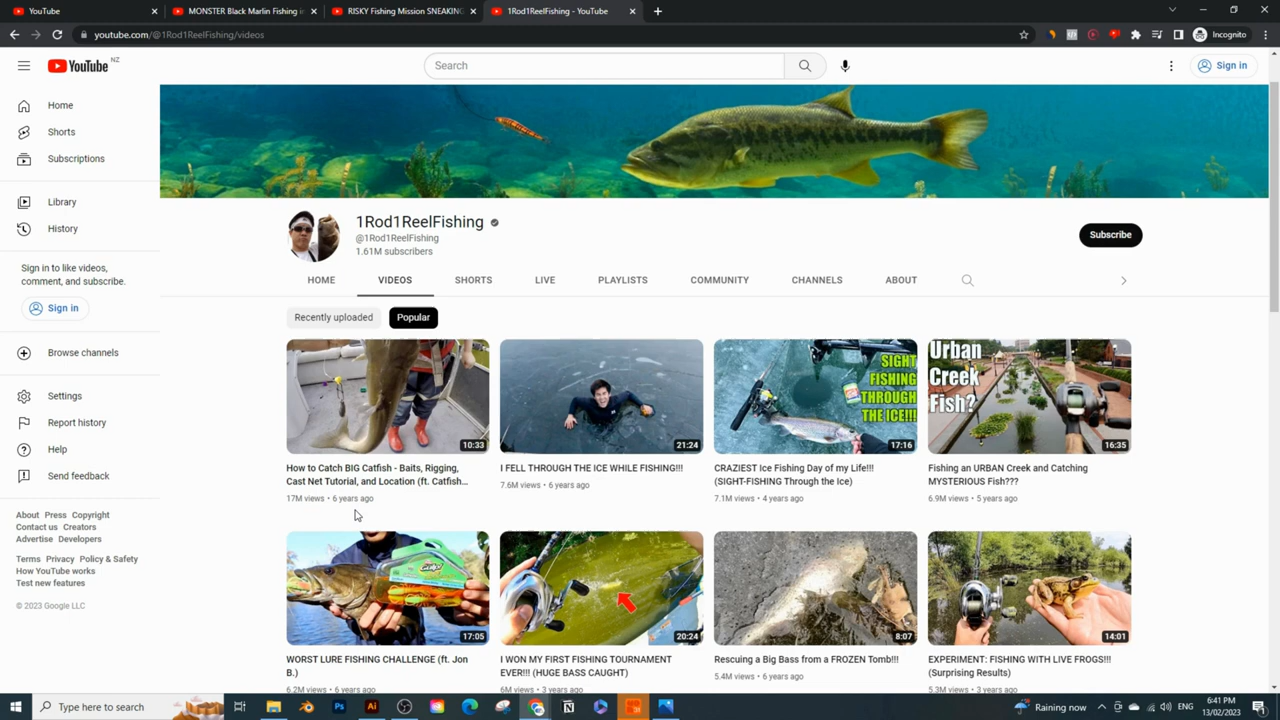 YouTube
MONSTER Black Marlin Fishing in
RISKY Fishing Mission SNEAKING
1Rod1ReelFishing - YouTube
youtube.com/@1Rod1ReelFishing/videos
Incognito
YouTube NZ
Search
Sign in
Home
Shorts
Subscriptions
Library
History
Sign in to like videos,
comment, and subscribe.
Sign in
Browse channels
Settings
Report history
Help
Send feedback
About Press Copyright
Contact us Creators
Advertise Developers
Terms Privacy Policy & Safety
How YouTube works
Test new features
© 2023 Google LLC
1Rod1ReelFishing
@1Rod1ReelFishing
1.61M subscribers
Subscribe
HOME VIDEOS SHORTS LIVE PLAYLISTS COMMUNITY CHANNELS ABOUT
Recently uploaded Popular
10:33
How to Catch BIG Catfish - Baits, Rigging,
Cast Net Tutorial, and Location (ft. Catfish...
17M views • 6 years ago
21:24
I FELL THROUGH THE ICE WHILE FISHING!!!
7.6M views • 6 years ago
SIGHT
FISHING
THROUGH
THE ICE!!!
17:16
CRAZIEST Ice Fishing Day of my Life!!!
(SIGHT-FISHING Through the Ice)
7.1M views • 4 years ago
Urban
Creek
Fish?
16:35
Fishing an URBAN Creek and Catching
MYSTERIOUS Fish???
6.9M views • 5 years ago
17:05
WORST LURE FISHING CHALLENGE (ft. Jon
B.)
6.2M views • 6 years ago
20:24
I WON MY FIRST FISHING TOURNAMENT
EVER!!! (HUGE BASS CAUGHT)
6M views • 3 years ago
8:07
Rescuing a Big Bass from a FROZEN Tomb!!!
5.4M views • 6 years ago
14:01
EXPERIMENT: FISHING WITH LIVE FROGS!!!
(Surprising Results)
5.3M views • 3 years ago
Type here to search
Ps
Ai
Raining now
ENG
6:41 PM
13/02/2023